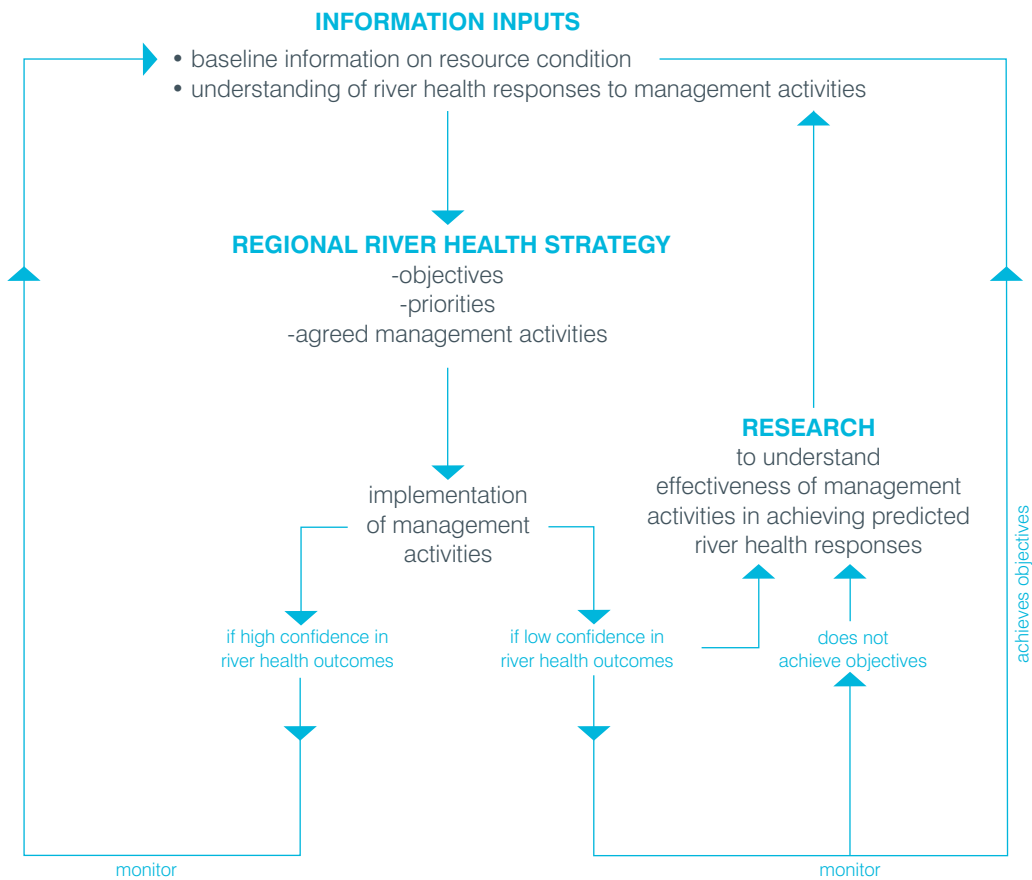 INFORMATION INPUTS
• baseline information on resource condition
• understanding of river health responses to management activities
REGIONAL RIVER HEALTH STRATEGY
-objectives
-priorities
-agreed management activities
RESEARCH
to understand
effectiveness of management
activities in achieving predicted
river health responses
implementation
of management
activities
if high confidence in
river health outcomes
if low confidence in
river health outcomes
does not
achieve objectives
achieves objectives
monitor
monitor